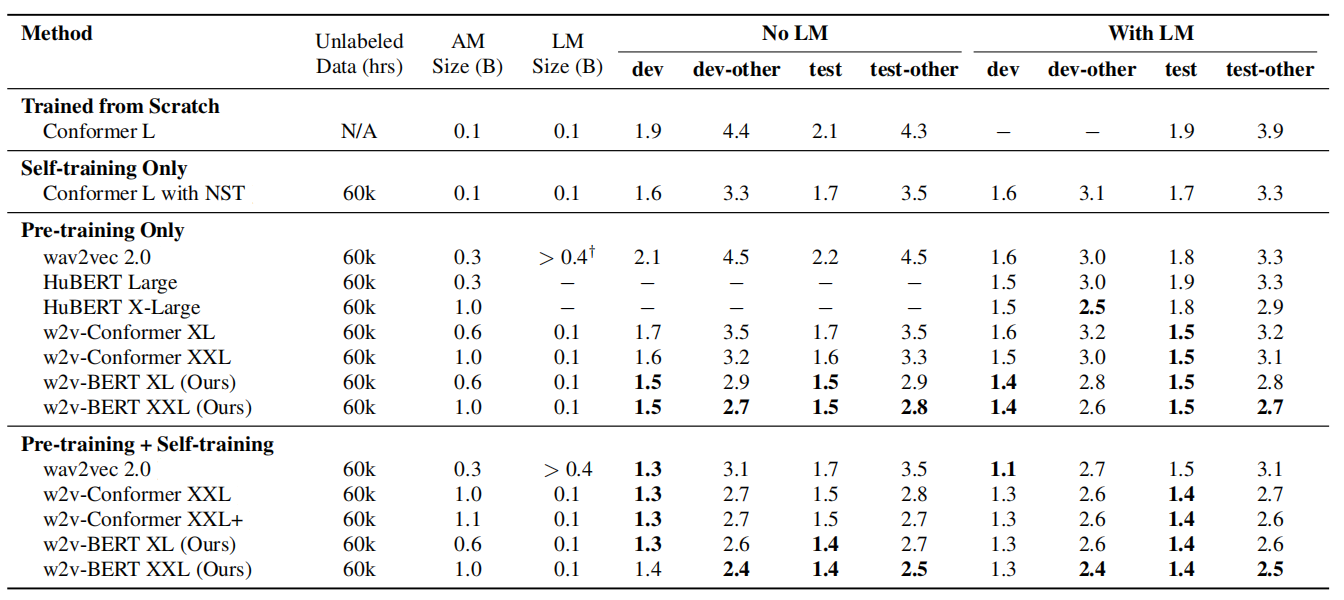 Method Unlabeled Data (hrs) AM Size (B) LM Size (B) No LM With LM
dev dev-other test test-other dev dev-other test test-other
Trained from Scratch
Conformer L N/A 0.1 0.1 1.9 4.4 2.1 4.3 – – 1.9 3.9
Self-training Only
Conformer L with NST 60k 0.1 0.1 1.6 3.3 1.7 3.5 1.6 3.1 1.7 3.3
Pre-training Only
wav2vec 2.0 60k 0.3 > 0.4† 2.1 4.5 2.2 4.5 1.6 3.0 1.8 3.3
HuBERT Large 60k 0.3 – – – – – 1.5 3.0 1.9 3.3
HuBERT X-Large 60k 1.0 – – – – – 1.5 2.5 1.8 2.9
w2v-Conformer XL 60k 0.6 0.1 1.7 3.5 1.7 3.5 1.6 3.2 1.5 3.2
w2v-Conformer XXL 60k 1.0 0.1 1.6 3.2 1.6 3.3 1.5 3.0 1.5 3.1
w2v-BERT XL (Ours) 60k 0.6 0.1 1.5 2.9 1.5 2.9 1.4 2.8 1.5 2.8
w2v-BERT XXL (Ours) 60k 1.0 0.1 1.5 2.7 1.5 2.8 1.4 2.6 1.5 2.7
Pre-training + Self-training
wav2vec 2.0 60k 0.3 > 0.4 1.3 3.1 1.7 3.5 1.1 2.7 1.5 3.1
w2v-Conformer XXL 60k 1.0 0.1 1.3 2.7 1.5 2.8 1.3 2.6 1.4 2.7
w2v-Conformer XXL+ 60k 1.1 0.1 1.3 2.7 1.5 2.7 1.3 2.6 1.4 2.6
w2v-BERT XL (Ours) 60k 0.6 0.1 1.3 2.6 1.4 2.7 1.3 2.6 1.4 2.6
w2v-BERT XXL (Ours) 60k 1.0 0.1 1.4 2.4 1.4 2.5 1.3 2.4 1.4 2.5